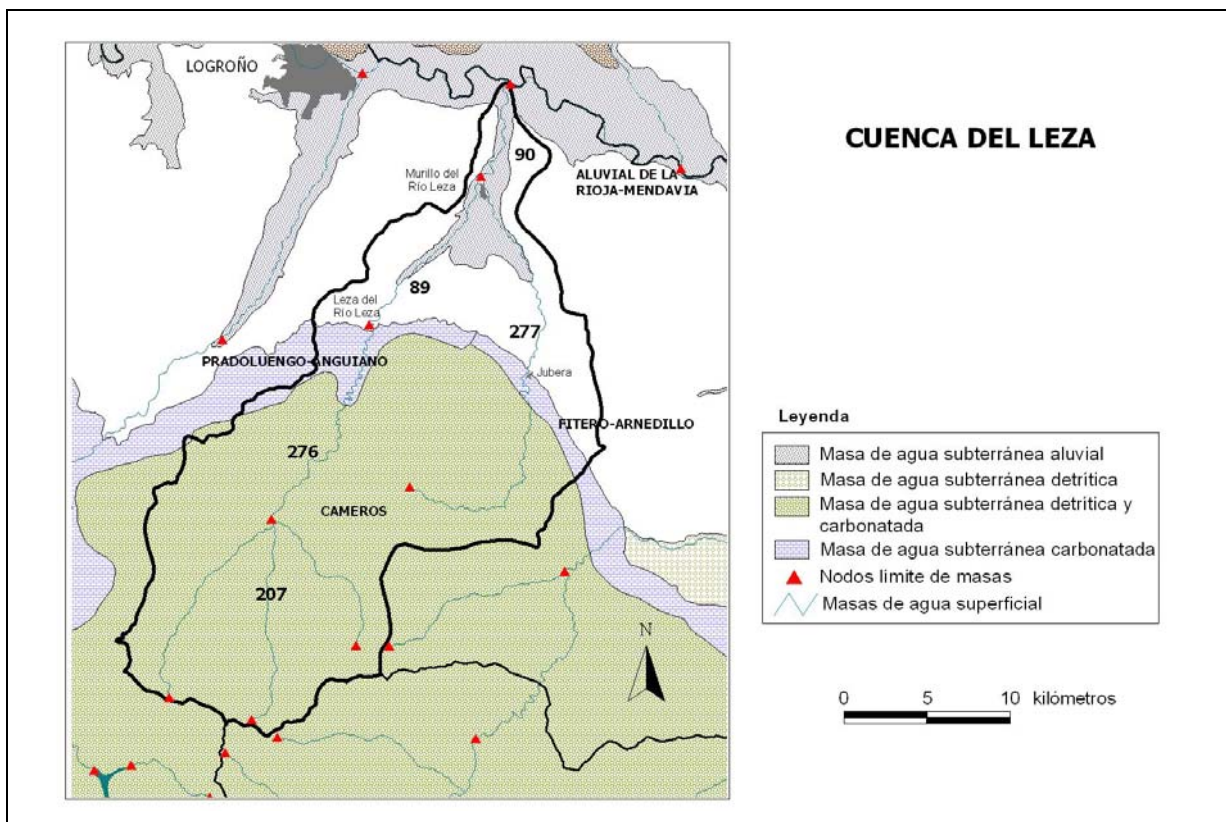 LOGROÑO
CUENCA DEL LEZA
90
Murillo del
Río Leza
ALUVIAL DE LA
RIOJA-MENDAVIA
89
Leza del
Río Leza
277
PRADOLUENGO-ANGUIANO
Jubera
FITERO-ARNEDILLO
276
CAMEROS
207
N
Leyenda
Masa de agua subterránea aluvial
Masa de agua subterránea detrítica
Masa de agua subterránea detrítica y
carbonatada
Masa de agua subterránea carbonatada
Nodos limite de masas
Masas de agua superficial
0 5 10 kilómetros